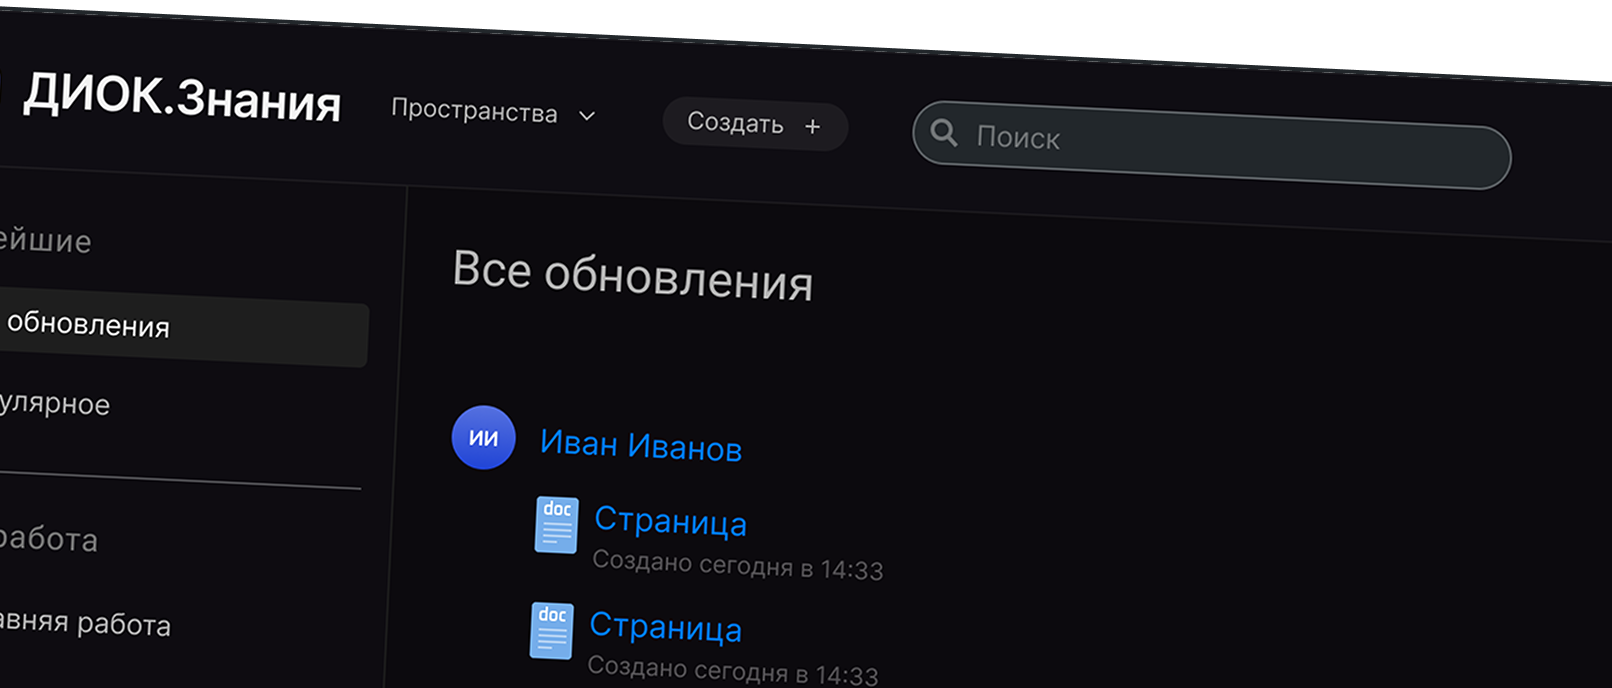 ДИОК.Знания
Пространства
Создать +
Поиск
ейшие
обновления
улярное
работа
авняя работа
Все обновления
ИИ
Иван Иванов
doc
Страница
Создано сегодня в 14:33
doc
Страница
Создано сегодня в 14:33